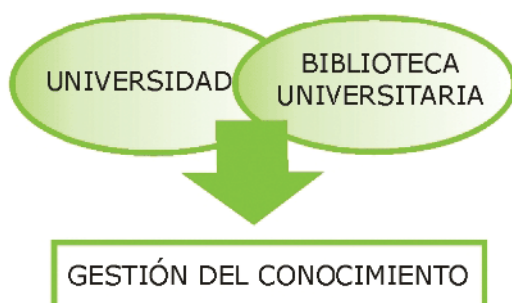 UNIVERSIDAD
BIBLIOTECA
UNIVERSITARIA
GESTIÓN DEL CONOCIMIENTO